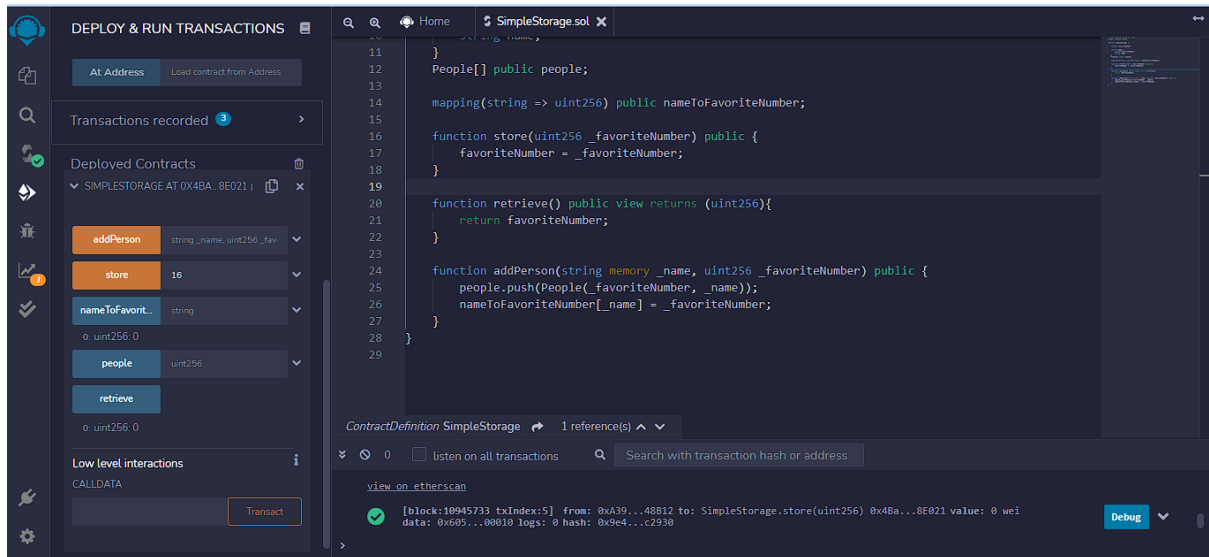 DEPLOY & RUN TRANSACTIONS
At Address Load contract from Address
Transactions recorded 3
Deployed Contracts
SIMPLESTORAGE AT 0X4BA...8E021 (
addPerson string _name, uint256 _favi
store 16
nameToFavorit... string
0: uint256: 0
people uint256
retrieve
0: uint256: 0
Low level interactions
CALLDATA
Transact
1
Home SimpleStorage.sol
10 string name;
11 }
12 People[] public people;
13
14 mapping(string => uint256) public nameToFavoriteNumber;
15
16 function store(uint256 _favoriteNumber) public {
17 favoriteNumber = _favoriteNumber;
18 }
19
20 function retrieve() public view returns (uint256){
21 return favoriteNumber;
22 }
23
24 function addPerson(string memory _name, uint256 _favoriteNumber) public {
25 people.push(People(_favoriteNumber, _name));
26 nameToFavoriteNumber[_name] = _favoriteNumber;
27 }
28 }
29
ContractDefinition SimpleStorage 1 reference(s)
0 listen on all transactions Search with transaction hash or address
view on etherscan
[block:10945733 txIndex:5] from: 0xA39...48B12 to: SimpleStorage.store(uint256) 0x4Ba...8E021 value: 0 wei
data: 0x605...00010 logs: 0 hash: 0x9e4...c2930
Debug
>